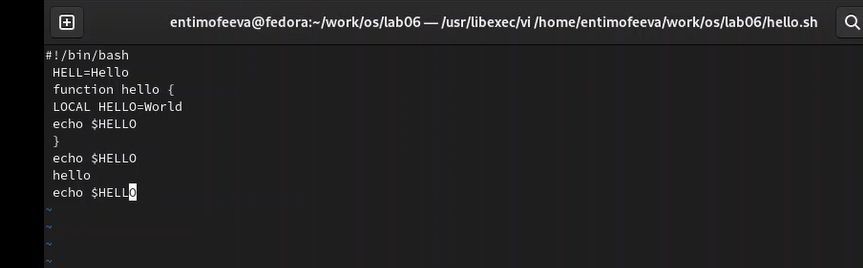 entimofeeva@fedora:~/work/os/lab06 — /usr/libexec/vi /home/entimofeeva/work/os/lab06/hello.sh
#!/bin/bash
HELL=Hello
function hello {
LOCAL HELLO=World
echo $HELLO
}
echo $HELLO
hello
echo $HELLO
~
~
~
~